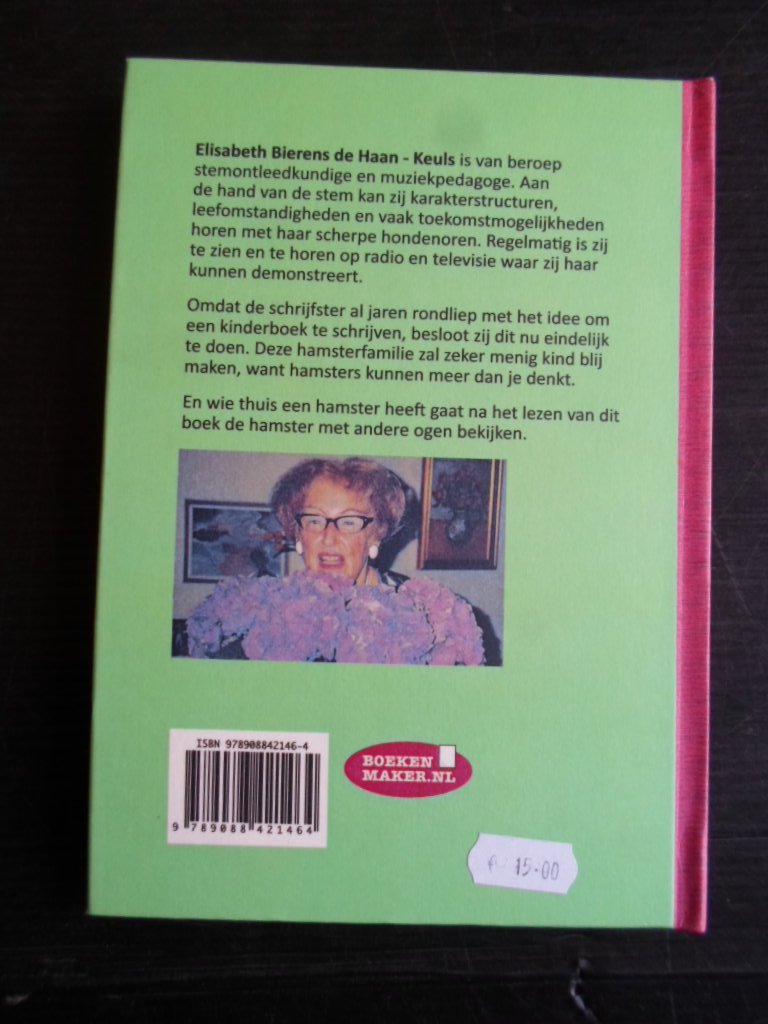 Elisabeth Bierens de Haan - Keuls is van beroep
stemontleedkundige en muziekpedagoge. Aan
de hand van de stem kan zij karakterstructuren,
leefomstandigheden en vaak toekomstmogelijkheden
horen met haar scherpe hondenoren. Regelmatig is zij
te zien en te horen op radio en televisie waar zij haar
kunnen demonstreert.
Omdat de schrijfster al jaren rondliep met het idee om
een kinderboek te schrijven, besloot zij dit nu eindelijk
te doen. Deze hamsterfamilie zal zeker menig kind blij
maken, want hamsters kunnen meer dan je denkt.
En wie thuis een hamster heeft gaat na het lezen van dit
boek de hamster met andere ogen bekijken.
ISBN 978908842146-4
9 789088 421464
BOEKEN
MAKER.NL
15.00